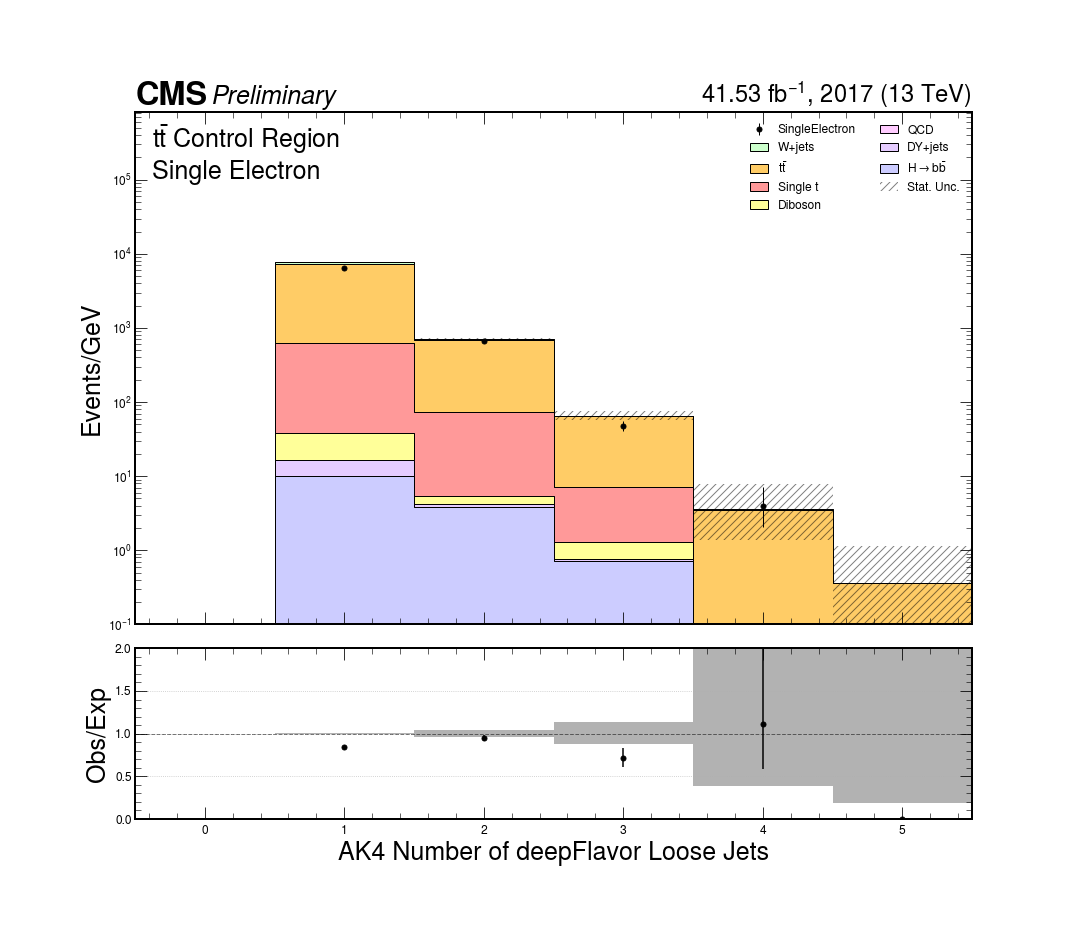 CMS Preliminary
41.53 fb⁻¹, 2017 (13 TeV)
tt̄ Control Region
Single Electron
SingleElectron
W+jets
tt̄
Single t
Diboson
QCD
DY+jets
H→bb̄
Stat. Unc.
Events/GeV
10⁵
10⁴
10³
10²
10¹
10⁰
10⁻¹
Obs/Exp
2.0
1.5
1.0
0.5
0.0
0 1 2 3 4 5
AK4 Number of deepFlavor Loose Jets